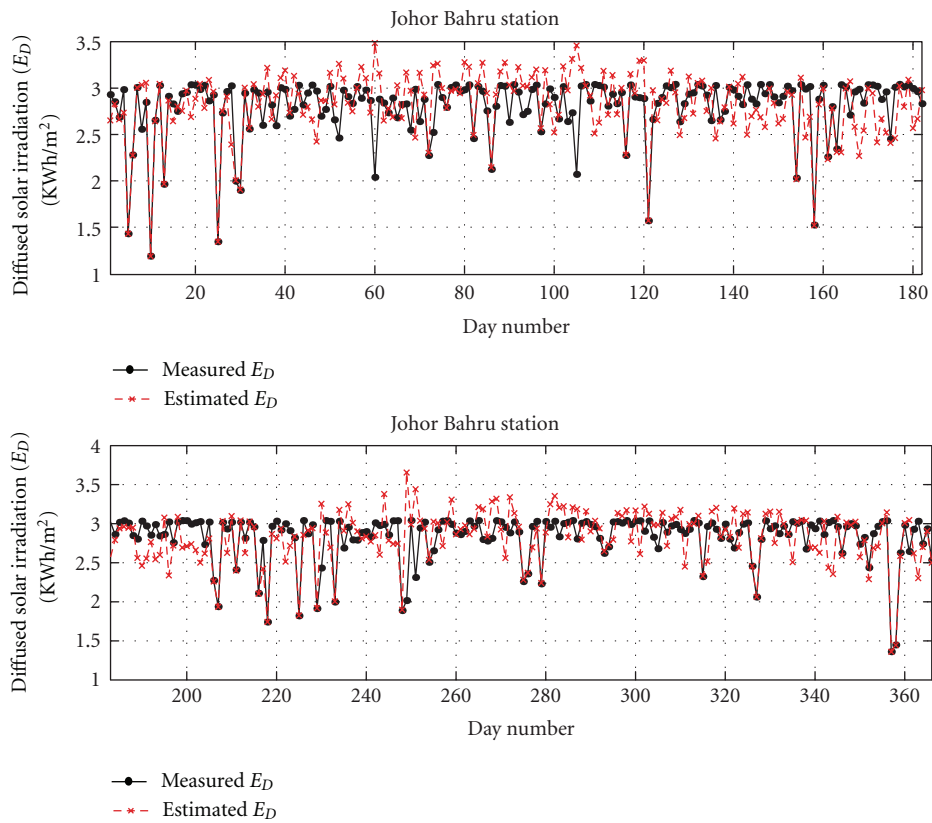 Johor Bahru station
Diffused solar irradiation (E_D)
(KWh/m²)
3.5
3
2.5
2
1.5
1
20 40 60 80 100 120 140 160 180
Day number
Measured E_D
Estimated E_D
Johor Bahru station
Diffused solar irradiation (E_D)
(KWh/m²)
4
3.5
3
2.5
2
1.5
1
200 220 240 260 280 300 320 340 360
Day number
Measured E_D
Estimated E_D